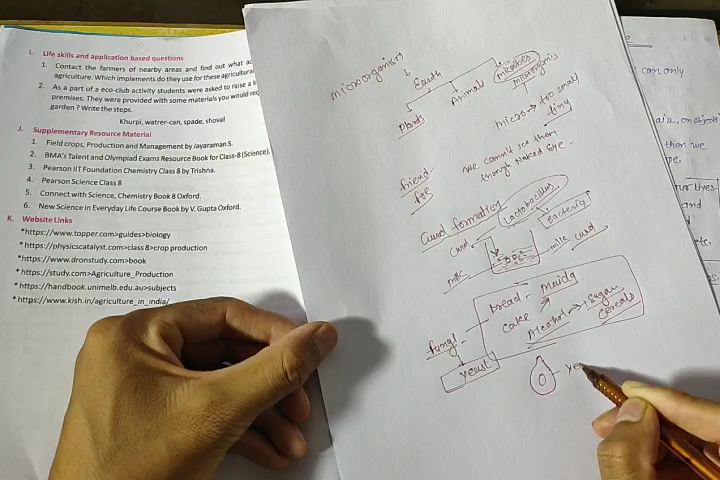 I. Life skills and application based questions
1. Contact the farmers of nearby areas and find out what
agriculture. Which implements do they use for these agricultura
2. As a part of a eco-club activity students were asked to raise a
premises. They were provided with some materials you would
garden ? Write the steps.
Khurpi, watrer-can, spade, shoval
J. Supplementary Resource Material
1. Field crops, Production and Management by Jayaraman S.
2. BMA's Talent and Olympiad Exams Resource Book for Class-8 (Science).
3. Pearson IIT Foundation Chemistry Class 8 by Trishna.
4. Pearson Science Class 8
5. Connect with Science, Chemistry Book 8 Oxford.
6. New Science in Everyday Life Course Book by V. Gupta Oxford.
K. Website Links
*https://www.topper.com>guides>biology
*https://physicscatalyst.com>class 8>crop production
*https://www.dronstudy.com>book
*https://study.com>Agriculture_Production
*https://handbook.unimelb.edu.au>subjects
*https://www.kish.in/agriculture_in_india/
microorganism
Earth
Plants
Animal
microbes
microorganis
micro → too small
tiny
we can't see them
through Naked Eye.
friend-
foe
Curd formation
Lactobacillus
Bacteria
curd
milk
milk curd
bread - maida
cake
Alcohol → sugar
cereals
fungi -
yeast
can only
then we
and
etc.